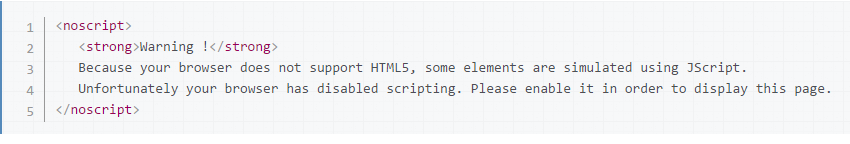 1 <noscript>
2 <strong>Warning !</strong>
3 Because your browser does not support HTML5, some elements are simulated using JScript.
4 Unfortunately your browser has disabled scripting. Please enable it in order to display this page.
5 </noscript>